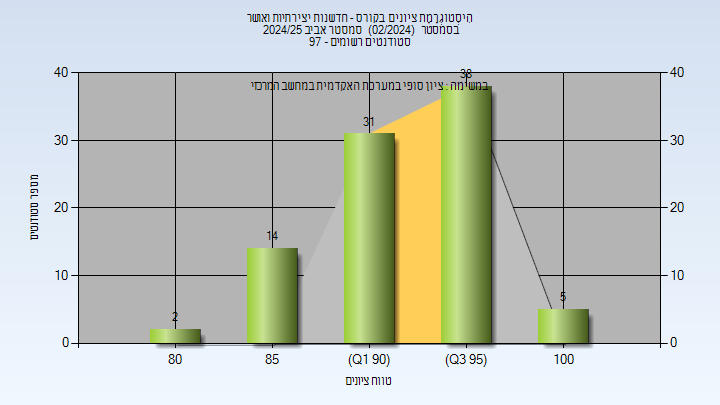 היסטוגרמת ציונים בקורס - חדשנות יצירתיות ואושר
בסמסטר (02/2024) סמסטר אביב 2024/25
סטודנטים רשומים - 97
במשימה : ציון סופי במערכת האקדמית במחשב המרכזי
מספר סטודנטים
40
30
20
10
0
40
30
20
10
0
2
14
31
38
5
80
85
(Q1 90)
(Q3 95)
100
טווח ציונים